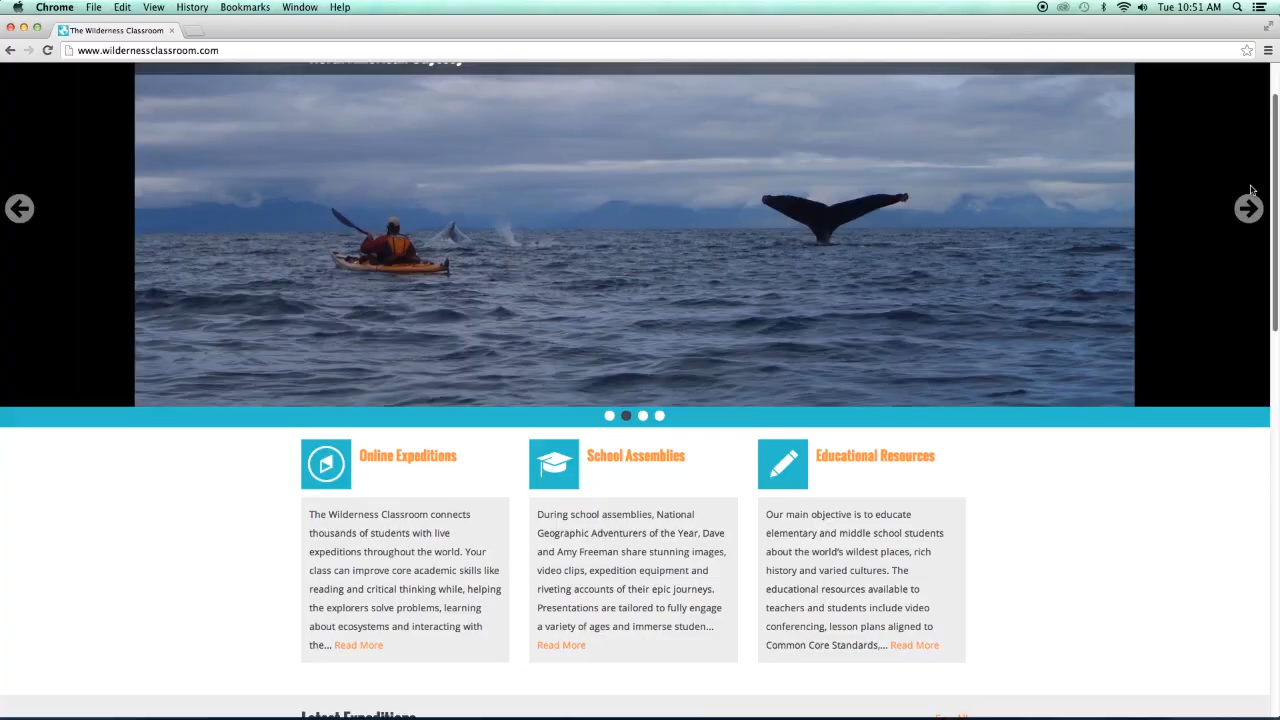 Chrome File Edit View History Bookmarks Window Help Tue 10:51 AM
The Wilderness Classroom
www.wildernessclassroom.com
North American Odyssey
Online Expeditions
The Wilderness Classroom connects
thousands of students with live
expeditions throughout the world. Your
class can improve core academic skills like
reading and critical thinking while, helping
the explorers solve problems, learning
about ecosystems and interacting with
the... Read More
School Assemblies
During school assemblies, National
Geographic Adventurers of the Year, Dave
and Amy Freeman share stunning images,
video clips, expedition equipment and
riveting accounts of their epic journeys.
Presentations are tailored to fully engage
a variety of ages and immerse studen...
Read More
Educational Resources
Our main objective is to educate
elementary and middle school students
about the world's wildest places, rich
history and varied cultures. The
educational resources available to
teachers and students include video
conferencing, lesson plans aligned to
Common Core Standards,... Read More
Latest Expeditions
See All